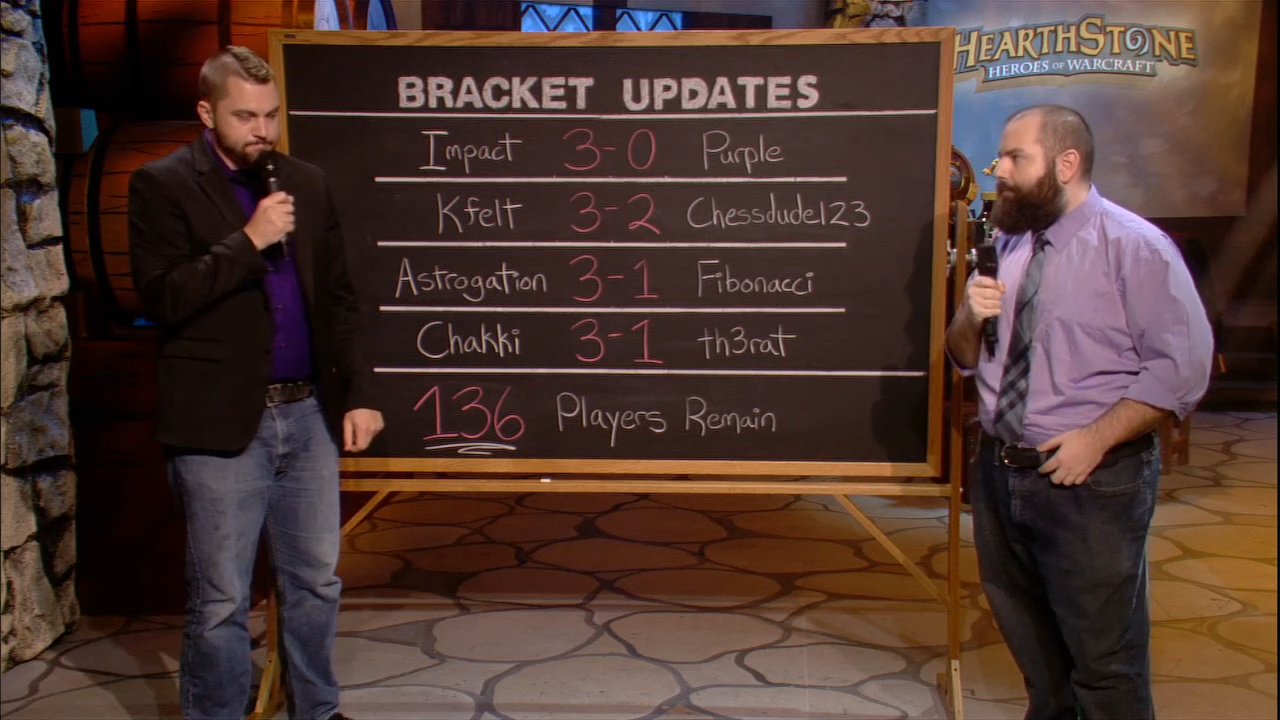 HEARTHSTONE
HEROES OF WARCRAFT
BRACKET UPDATES
Impact 3-0 Purple
Kfelt 3-2 Chessdude123
Astrogation 3-1 Fibonacci
Chakki 3-1 th3rat
136 Players Remain